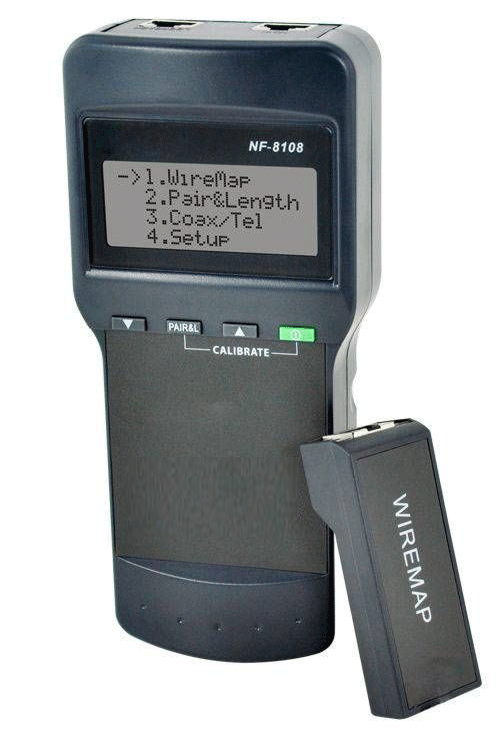 NF-8108
->1.WireMap
2.Pair&Length
3.Coax/Tel
4.Setup
PAIR&L
CALIBRATE
WIREMAP